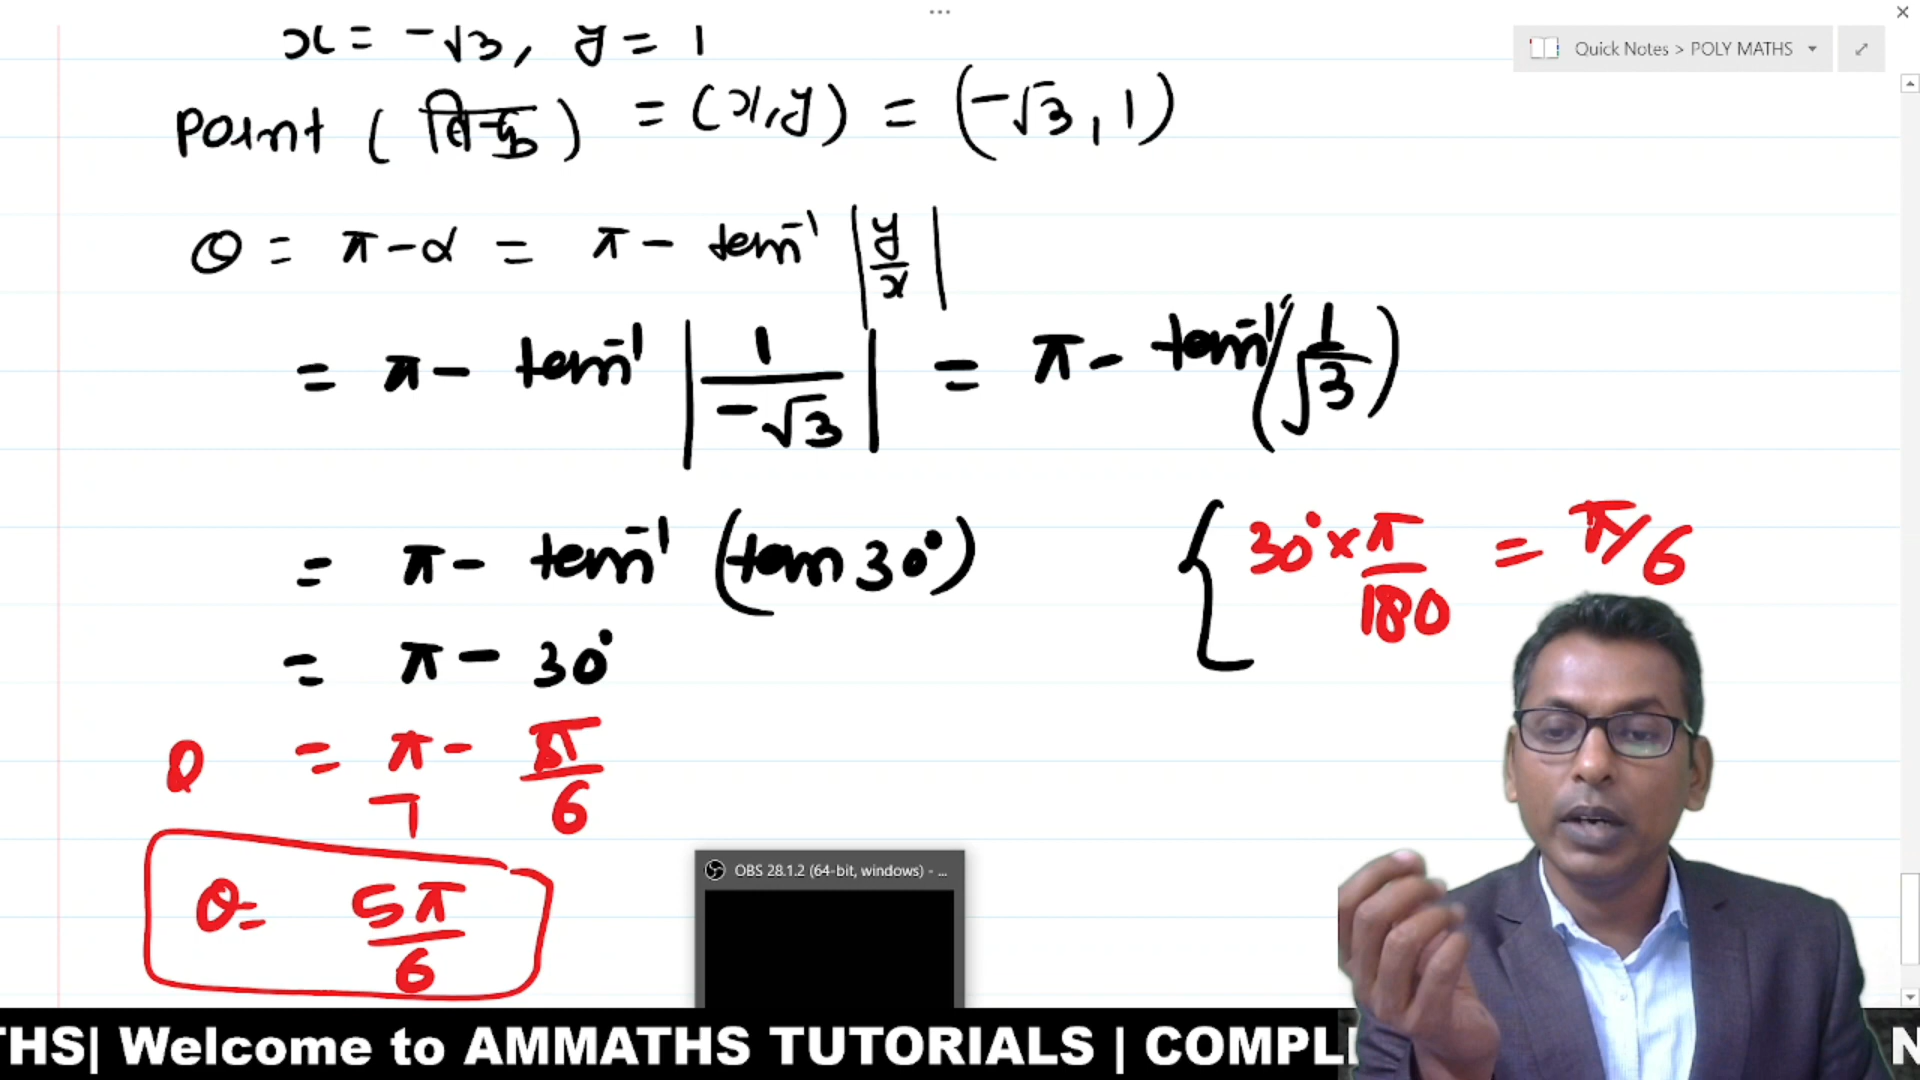 x = -√3, y = 1
Quick Notes > POLY MATHS
Point (बिन्दु) = (x,y) = (-√3, 1)
θ = π-α = π - tan⁻¹ |y/x|
= π - tan⁻¹ |1/-√3| = π - tan⁻¹ (1/√3)
= π - tan⁻¹ (tan 30°)
{ 30° × π/180 = π/6
= π - 30°
θ = π - π/6
θ = 5π/6
OBS 28.1.2 (64-bit, windows) - ...
THS| Welcome to AMMATHS TUTORIALS | COMPL
N